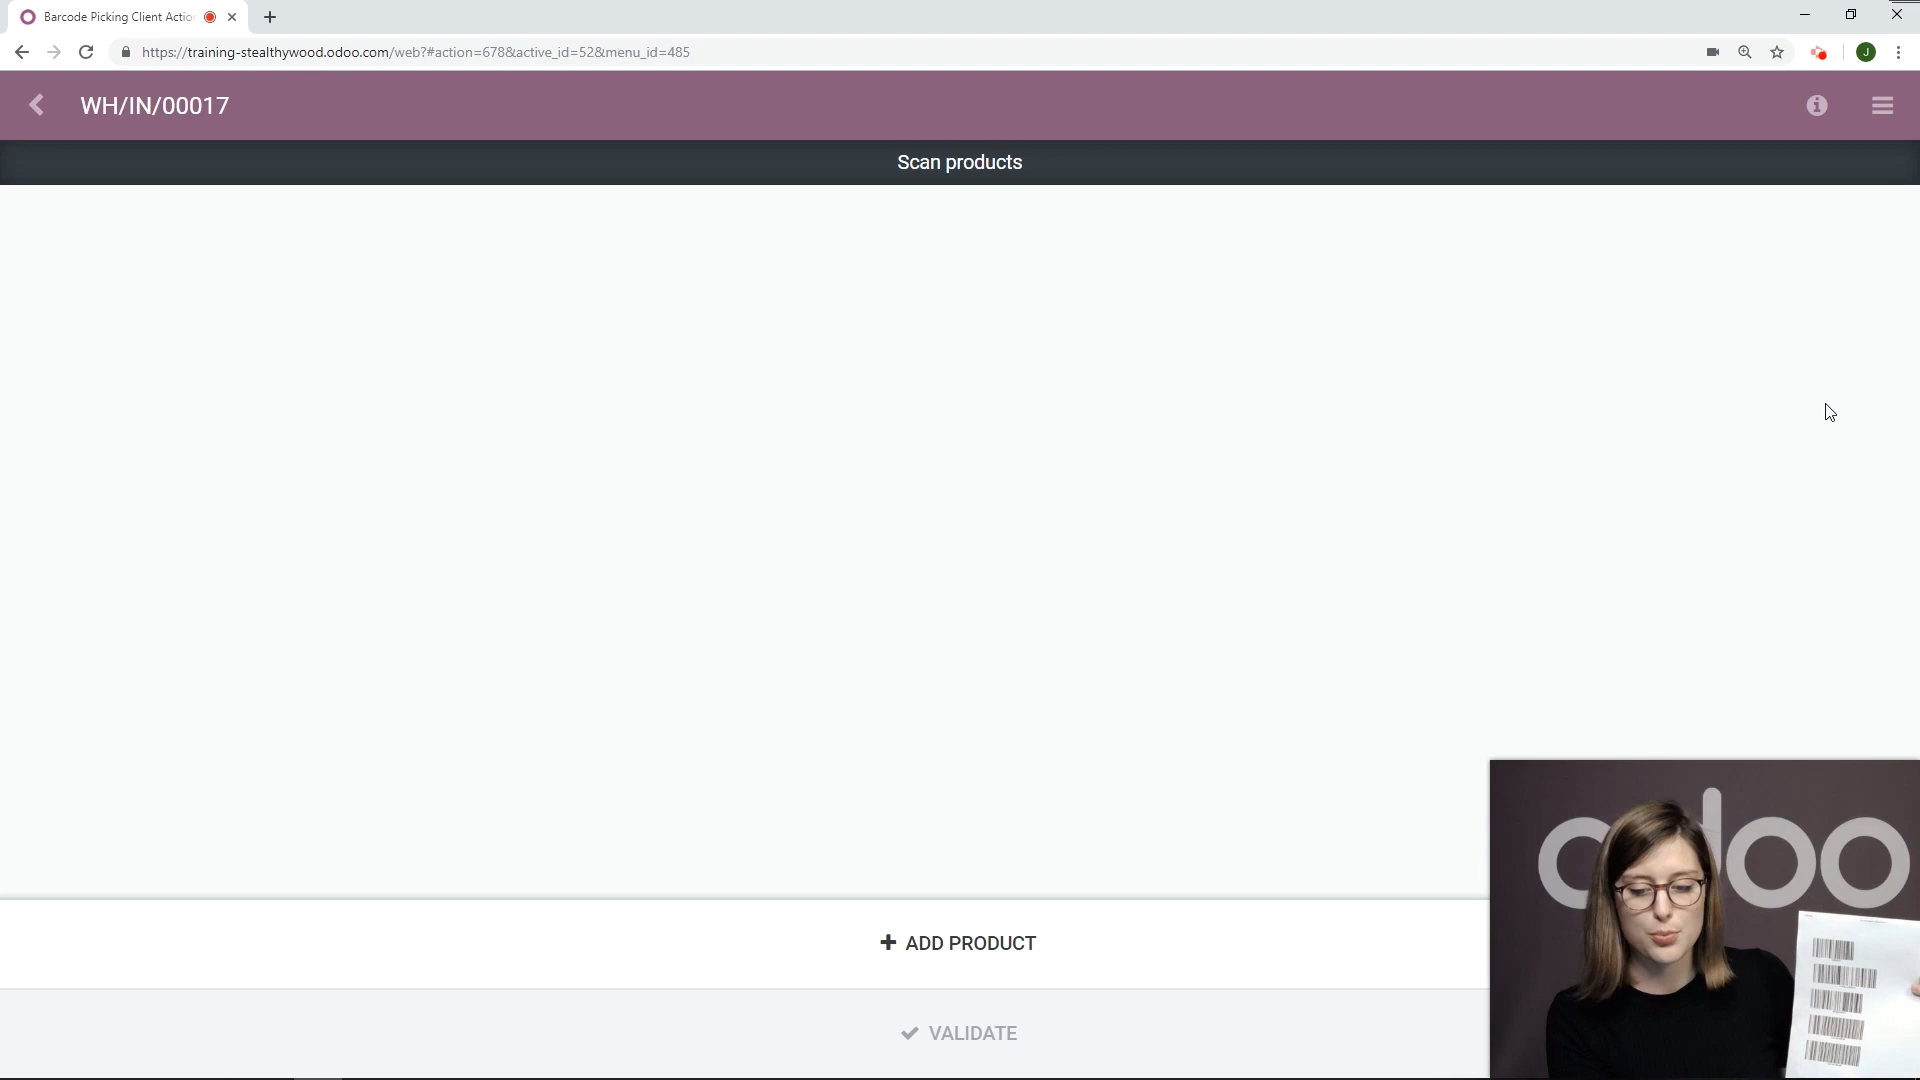 Barcode Picking Client Actio
https://training-stealthywood.odoo.com/web?#action=678&active_id=52&menu_id=485
J
WH/IN/00017
Scan products
odoo
ADD PRODUCT
VALIDATE